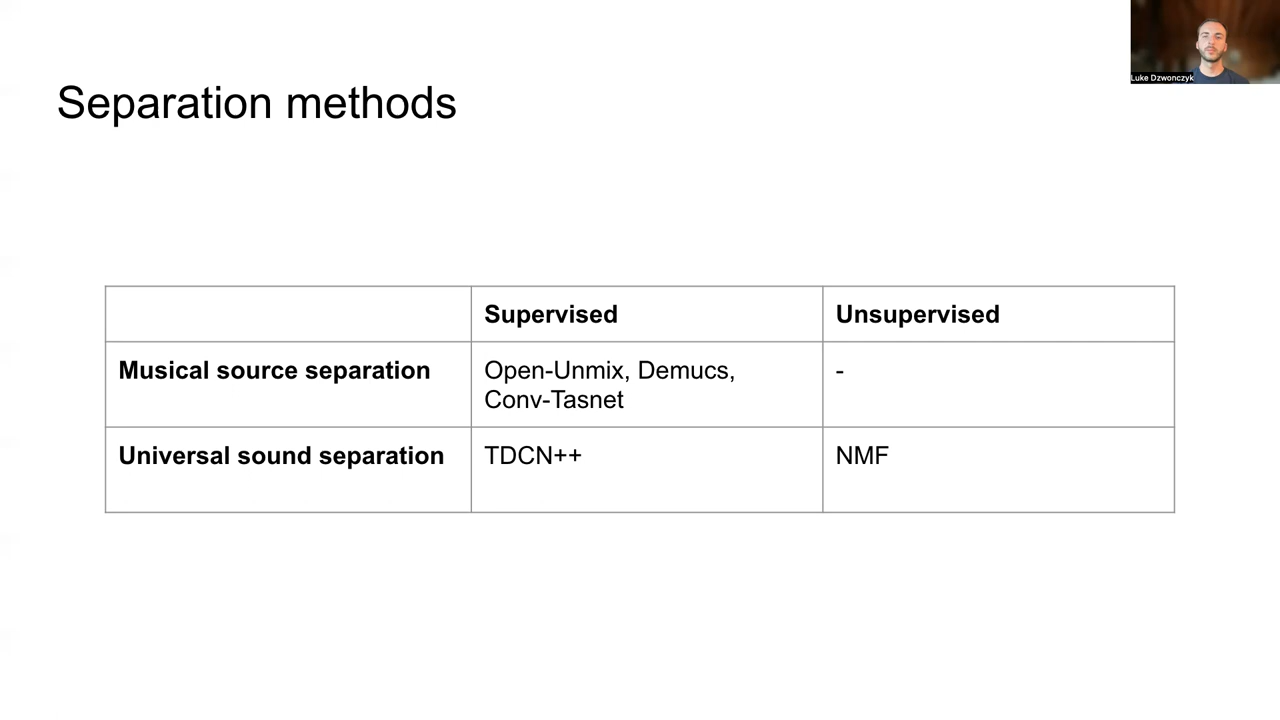 Luke Dzwonczyk
Separation methods
Supervised
Unsupervised
Musical source separation
Open-Unmix, Demucs,
Conv-Tasnet
-
Universal sound separation
TDCN++
NMF